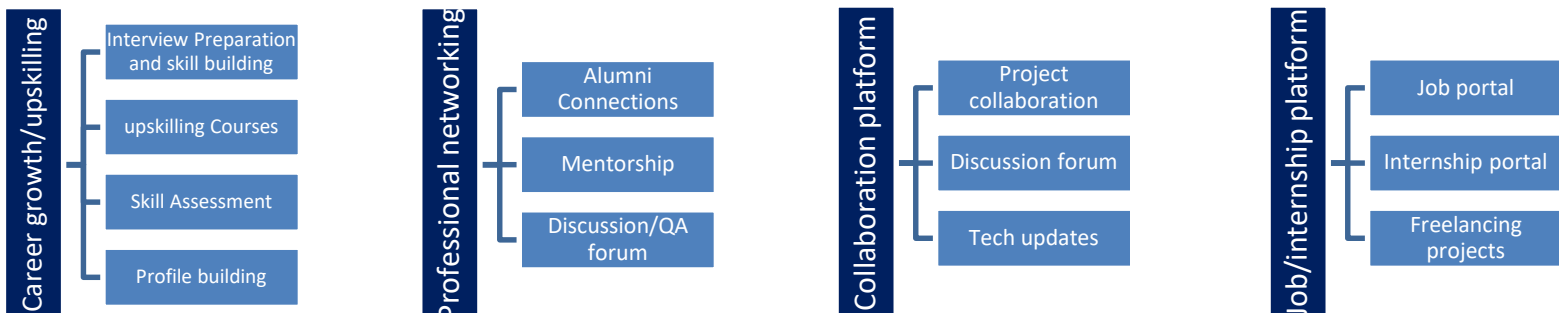 Career growth/upskilling
Interview Preparation
and skill building
upskilling Courses
Skill Assessment
Profile building
Professional networking
Alumni
Connections
Mentorship
Discussion/QA
forum
Collaboration platform
Project
collaboration
Discussion forum
Tech updates
Job/internship platform
Job portal
Internship portal
Freelancing
projects